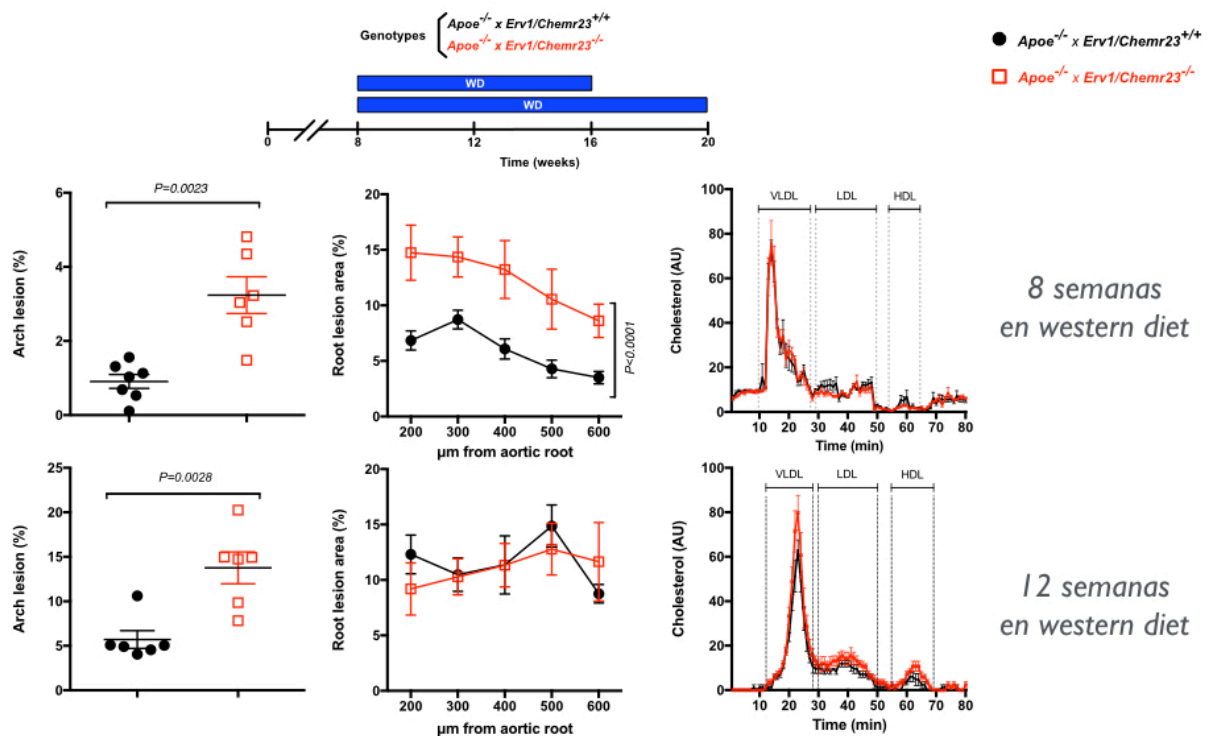 Genotypes
Apoe-/- x Erv1/Chemr23+/+
Apoe-/- x Erv1/Chemr23-/-
Apoe-/- x Erv1/Chemr23+/+
Apoe-/- x Erv1/Chemr23-/-
WD
WD
0 8 12 16 20
Time (weeks)
P=0.0023
Arch lesion (%)
6
4
2
0
Root lesion area (%)
20
15
10
5
0
200 300 400 500 600
µm from aortic root
P<0.0001
Cholesterol (AU)
100
80
60
40
20
0
VLDL LDL HDL
10 20 30 40 50 60 70 80
Time (min)
8 semanas
en western diet
P=0.0028
Arch lesion (%)
25
20
15
10
5
0
Root lesion area (%)
20
15
10
5
0
200 300 400 500 600
µm from aortic root
Cholesterol (AU)
100
80
60
40
20
0
VLDL LDL HDL
10 20 30 40 50 60 70 80
Time (min)
12 semanas
en western diet